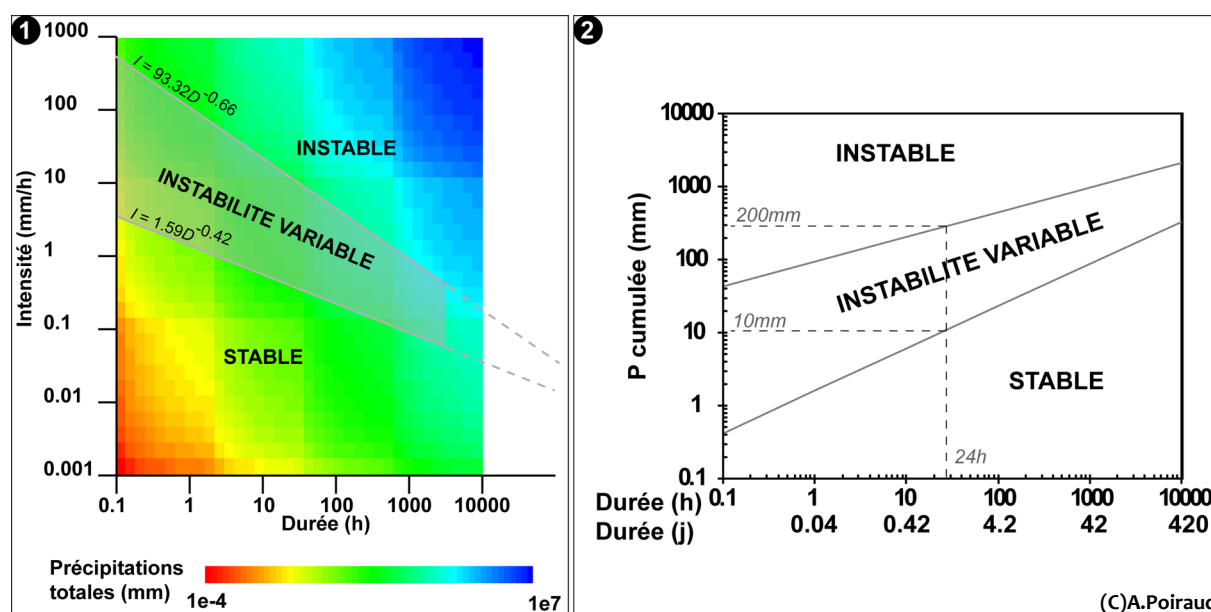 1
1000
100
10
1
0.1
0.01
0.001
Intensité (mm/h)
I = 93.32D-0.66
INSTABLE
INSTABILITE VARIABLE
I = 1.59D-0.42
STABLE
0.1 1 10 100 1000 10000
Durée (h)
Précipitations
totales (mm)
1e-4 1e7
2
10000
1000
100
10
1
0.1
P cumulée (mm)
INSTABLE
200mm
INSTABILITE VARIABLE
10mm
STABLE
24h
0.1 1 10 100 1000 10000
Durée (h)
Durée (j) 0.04 0.42 4.2 42 420
(C)A.Poiraud